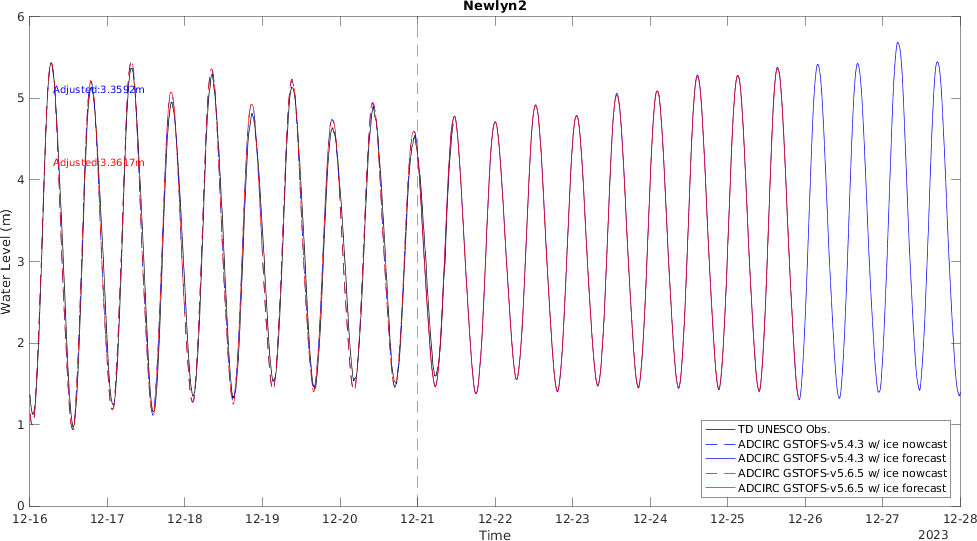 Newlyn2
6
5
4
3
2
1
0
Water Level (m)
Adjusted:3.3592m
Adjusted:3.3617m
TD UNESCO Obs.
ADCIRC GSTOFS-v5.4.3 w/ ice nowcast
ADCIRC GSTOFS-v5.4.3 w/ ice forecast
ADCIRC GSTOFS-v5.6.5 w/ ice nowcast
ADCIRC GSTOFS-v5.6.5 w/ ice forecast
12-16 12-17 12-18 12-19 12-20 12-21 12-22 12-23 12-24 12-25 12-26 12-27 12-28
Time
2023